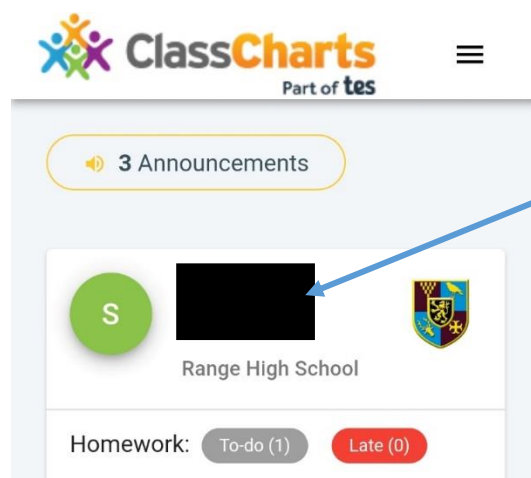 ClassCharts
Part of tes
3 Announcements
S
Range High School
Homework: To-do (1) Late (0)